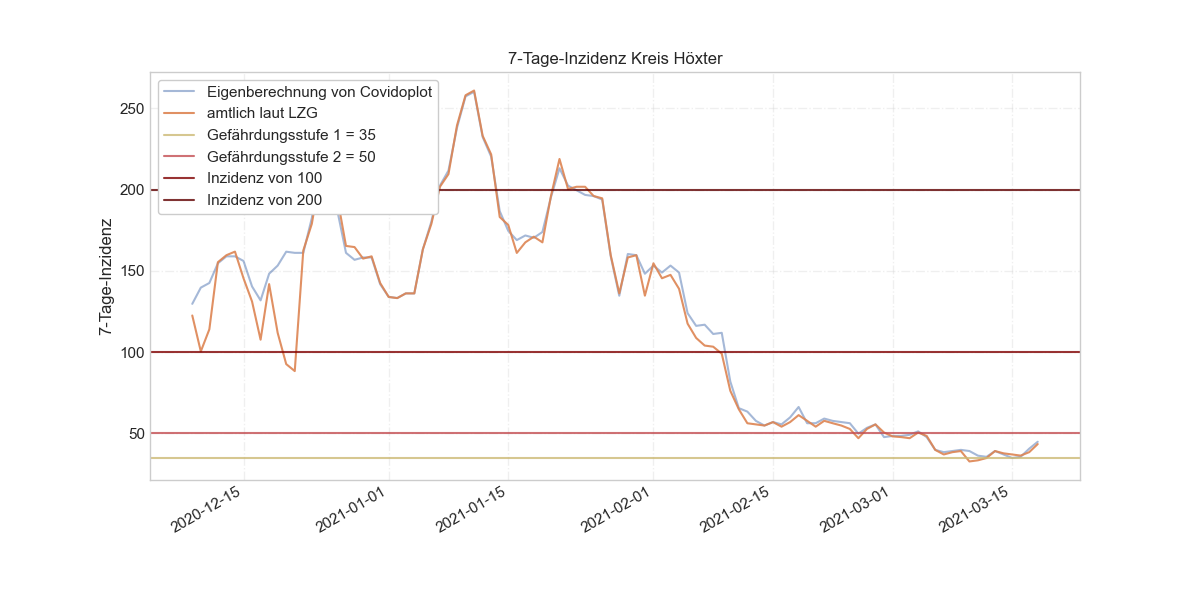 7-Tage-Inzidenz Kreis Höxter
Eigenberechnung von Covidoplot
amtlich laut LZG
Gefährdungsstufe 1 = 35
Gefährdungsstufe 2 = 50
Inzidenz von 100
Inzidenz von 200
7-Tage-Inzidenz
250
200
150
100
50
2020-12-15
2021-01-01
2021-01-15
2021-02-01
2021-02-15
2021-03-01
2021-03-15